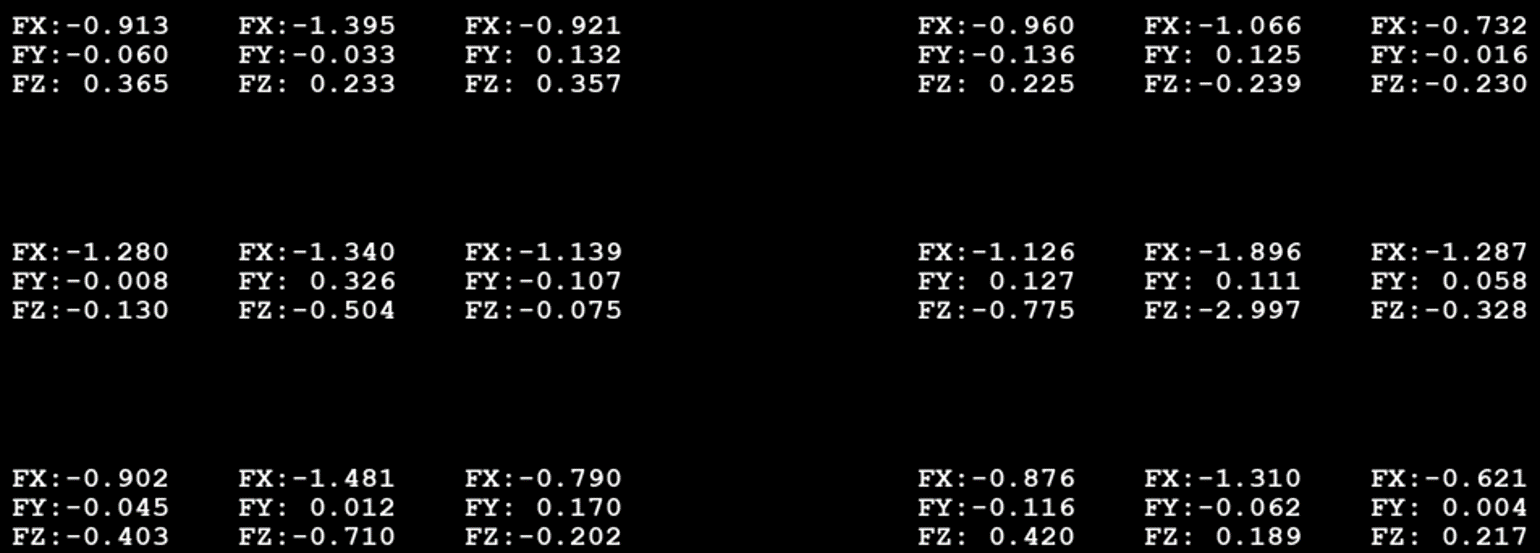 FX:-0.913 FX:-1.395 FX:-0.921 FX:-0.960 FX:-1.066 FX:-0.732
FY:-0.060 FY:-0.033 FY: 0.132 FY:-0.136 FY: 0.125 FY:-0.016
FZ: 0.365 FZ: 0.233 FZ: 0.357 FZ: 0.225 FZ:-0.239 FZ:-0.230
FX:-1.280 FX:-1.340 FX:-1.139 FX:-1.126 FX:-1.896 FX:-1.287
FY:-0.008 FY: 0.326 FY:-0.107 FY: 0.127 FY: 0.111 FY: 0.058
FZ:-0.130 FZ:-0.504 FZ:-0.075 FZ:-0.775 FZ:-2.997 FZ:-0.328
FX:-0.902 FX:-1.481 FX:-0.790 FX:-0.876 FX:-1.310 FX:-0.621
FY:-0.045 FY: 0.012 FY: 0.170 FY:-0.116 FY:-0.062 FY: 0.004
FZ:-0.403 FZ:-0.710 FZ:-0.202 FZ: 0.420 FZ: 0.189 FZ: 0.217